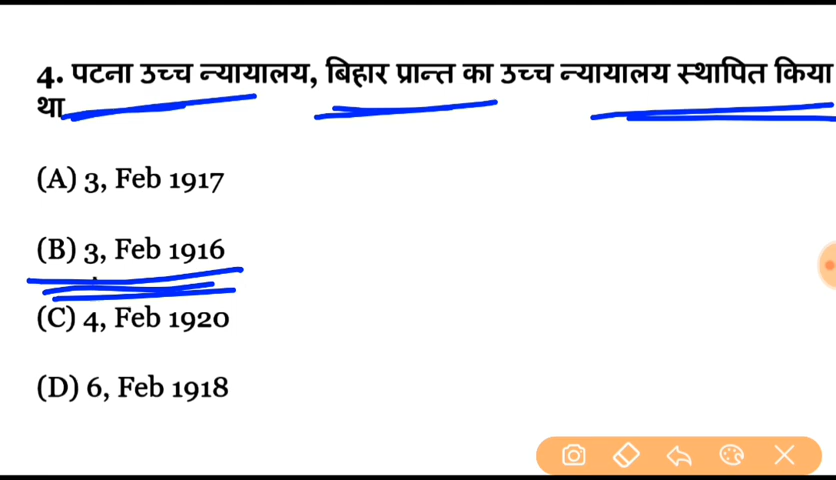 4. पटना उच्च न्यायालय, बिहार प्रान्त का उच्च न्यायालय स्थापित किया
था
(A) 3, Feb 1917
(B) 3, Feb 1916
(C) 4, Feb 1920
(D) 6, Feb 1918